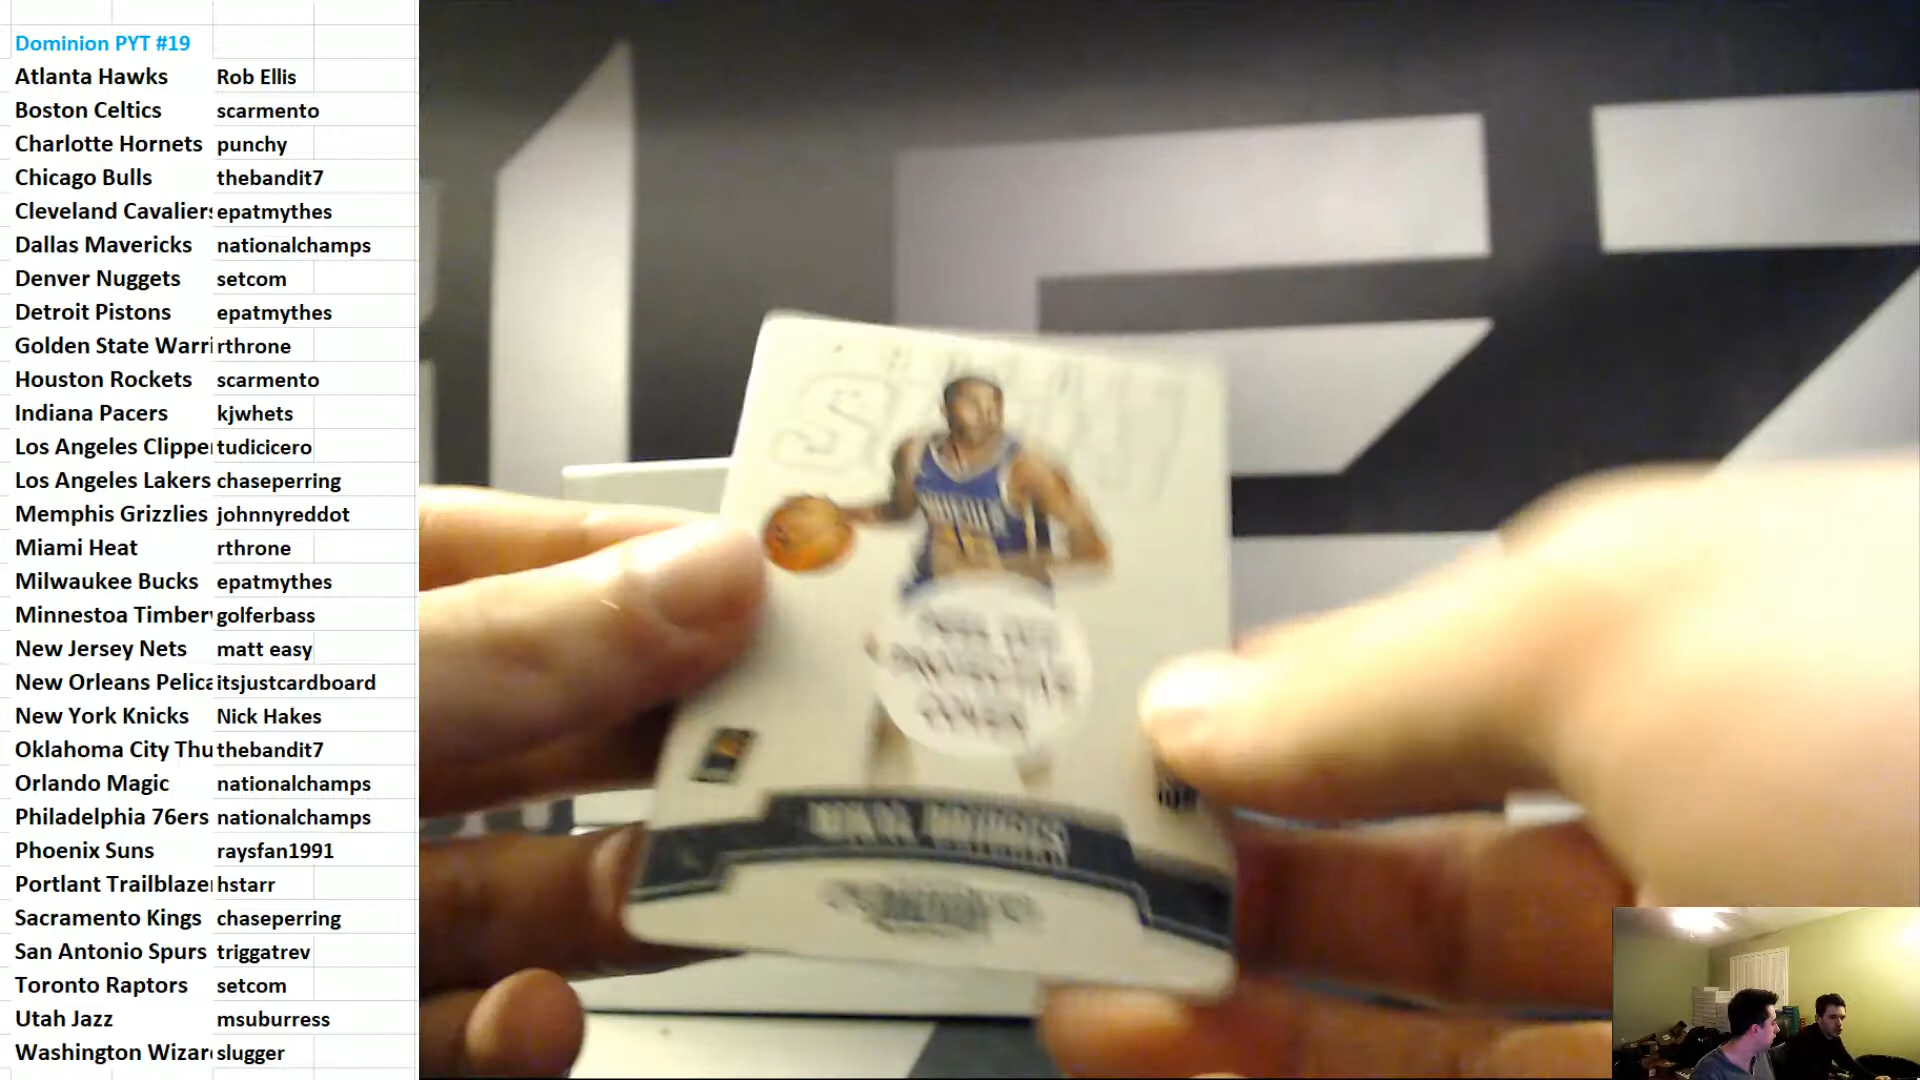 Dominion PYT #19
Atlanta Hawks Rob Ellis
Boston Celtics scarmento
Charlotte Hornets punchy
Chicago Bulls thebandit7
Cleveland Cavaliers epatmythes
Dallas Mavericks nationalchamps
Denver Nuggets setcom
Detroit Pistons epatmythes
Golden State Warri rthrone
Houston Rockets scarmento
Indiana Pacers kjwhets
Los Angeles Clipper tudicicero
Los Angeles Lakers chaseperring
Memphis Grizzlies johnnyreddot
Miami Heat rthrone
Milwaukee Bucks epatmythes
Minnestoa Timberv golferbass
New Jersey Nets matt easy
New Orleans Pelica itsjustcardboard
New York Knicks Nick Hakes
Oklahoma City Thu thebandit7
Orlando Magic nationalchamps
Philadelphia 76ers nationalchamps
Phoenix Suns raysfan1991
Portlant Trailblazer hstarr
Sacramento Kings chaseperring
San Antonio Spurs triggatrev
Toronto Raptors setcom
Utah Jazz msuburress
Washington Wizar slugger